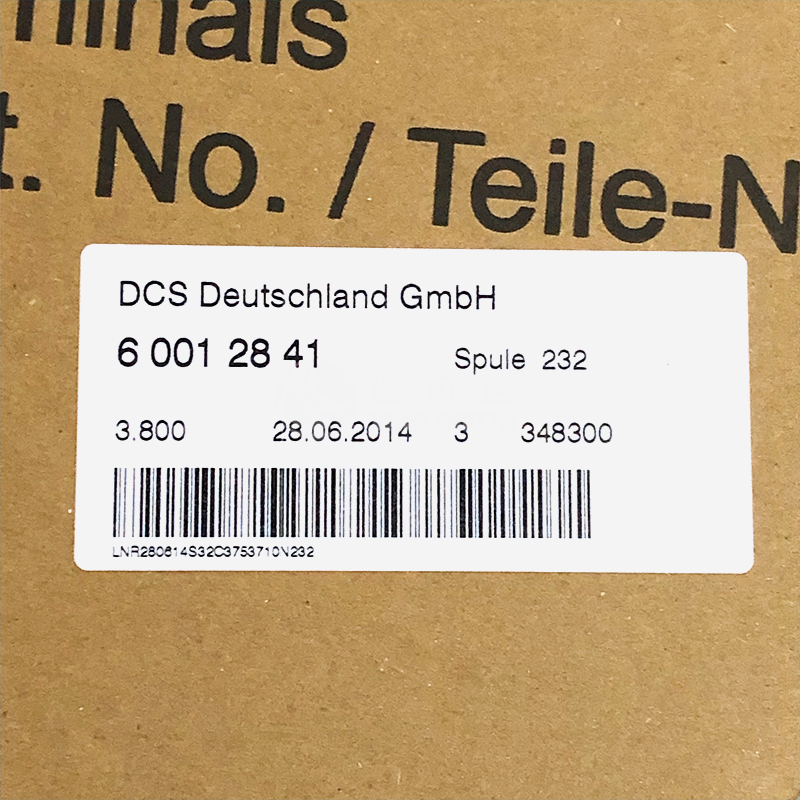 minals
t. No. / Teile-N
DCS Deutschland GmbH
6 001 28 41 Spule 232
3.800 28.06.2014 3 348300
LNR280614S32C3753710N232